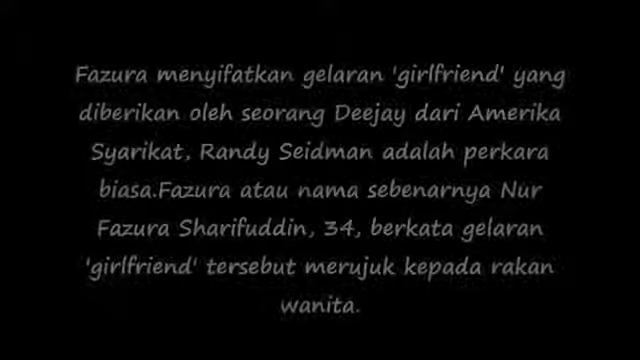 Fazura menyifatkan gelaran 'girlfriend' yang
diberikan oleh seorang Deejay dari Amerika
Syarikat, Randy Seidman adalah perkara
biasa.Fazura atau nama sebenarnya Nur
Fazura Sharifuddin, 34, berkata gelaran
'girlfriend' tersebut merujuk kepada rakan
wanita.